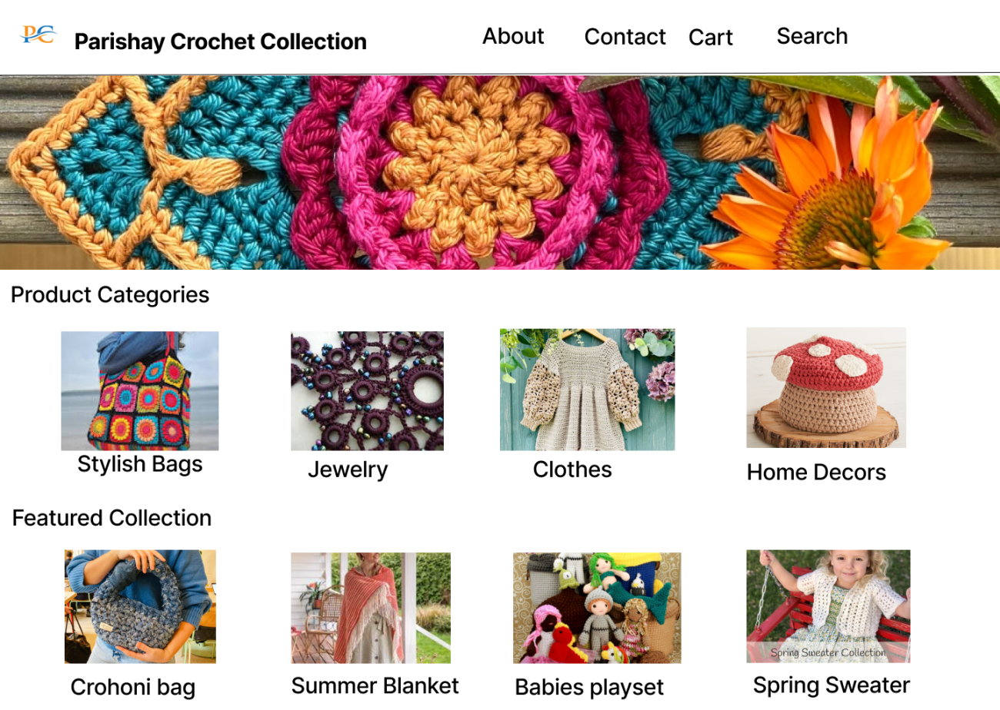 PC
Parishay Crochet Collection
About
Contact
Cart
Search
Product Categories
Stylish Bags
Jewelry
Clothes
Home Decors
Featured Collection
Spring Sweater Collection
Crohoni bag
Summer Blanket
Babies playset
Spring Sweater